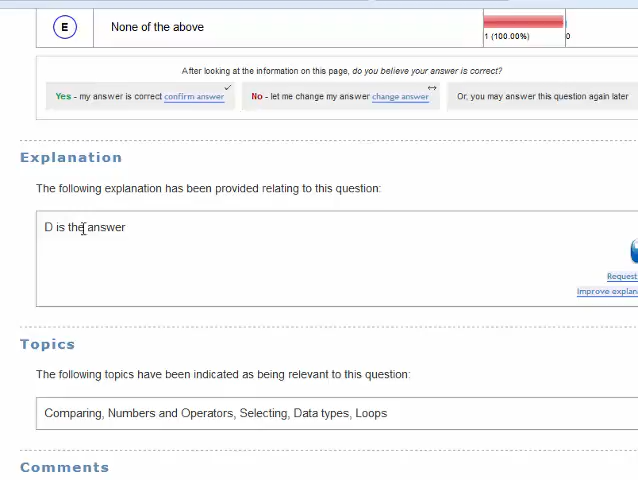 E None of the above
1 (100.00%) 0
After looking at the information on this page, do you believe your answer is correct?
Yes - my answer is correct confirm answer
No - let me change my answer change answer
Or, you may answer this question again later
Explanation
The following explanation has been provided relating to this question:
D is the answer
Request
Improve explan
Topics
The following topics have been indicated as being relevant to this question:
Comparing, Numbers and Operators, Selecting, Data types, Loops
Comments